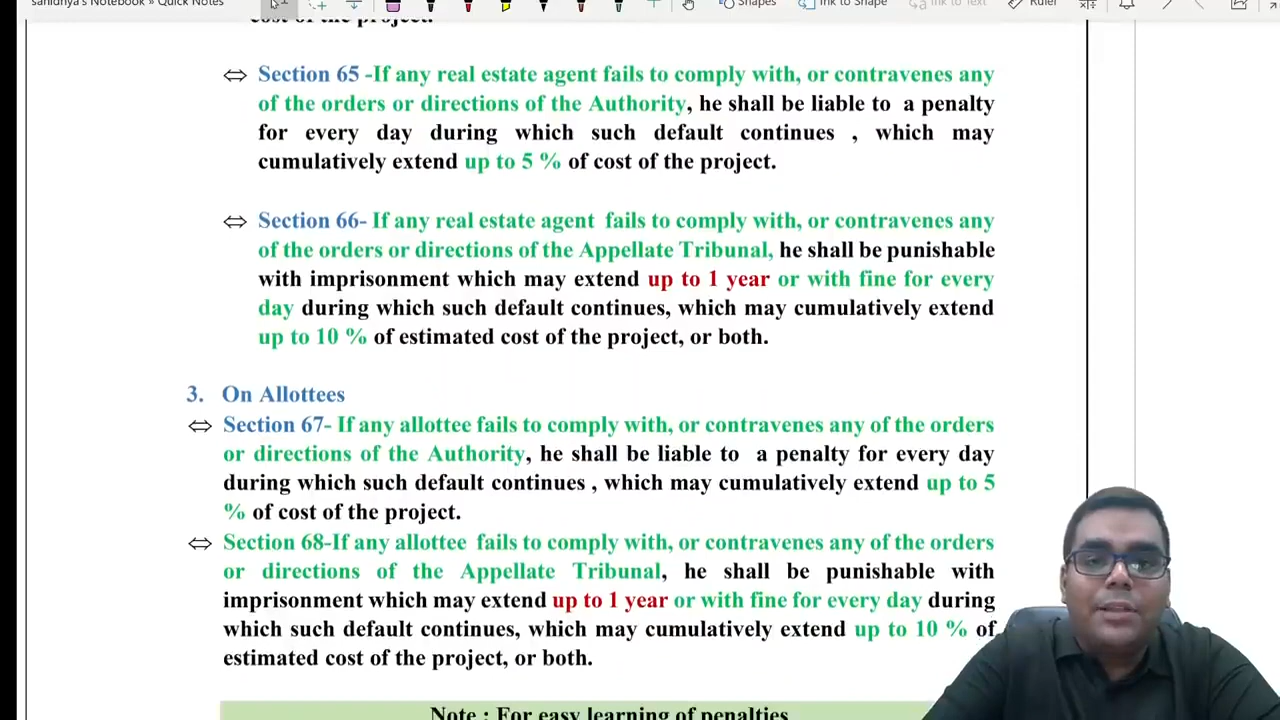 sanidhya's Notebook » Quick Notes
Shapes
Ink to Shape
Ink to Text
Ruler
cost of the project.
⇔ Section 65 -If any real estate agent fails to comply with, or contravenes any
of the orders or directions of the Authority, he shall be liable to a penalty
for every day during which such default continues , which may
cumulatively extend up to 5 % of cost of the project.
⇔ Section 66- If any real estate agent fails to comply with, or contravenes any
of the orders or directions of the Appellate Tribunal, he shall be punishable
with imprisonment which may extend up to 1 year or with fine for every
day during which such default continues, which may cumulatively extend
up to 10 % of estimated cost of the project, or both.
3. On Allottees
⇔ Section 67- If any allottee fails to comply with, or contravenes any of the orders
or directions of the Authority, he shall be liable to a penalty for every day
during which such default continues , which may cumulatively extend up to 5
% of cost of the project.
⇔ Section 68-If any allottee fails to comply with, or contravenes any of the orders
or directions of the Appellate Tribunal, he shall be punishable with
imprisonment which may extend up to 1 year or with fine for every day during
which such default continues, which may cumulatively extend up to 10 % of
estimated cost of the project, or both.
Note : For easy learning of penalties